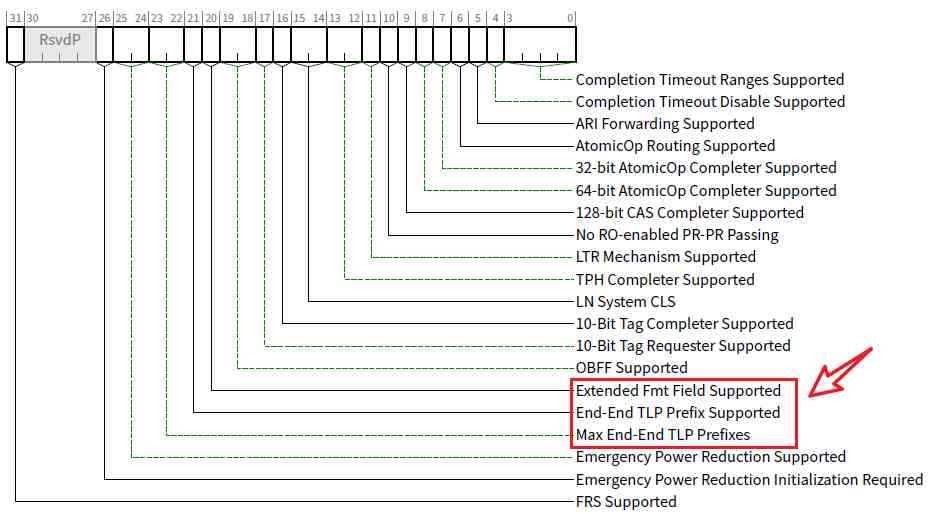 31 30 27 26 25 24 23 22 21 20 19 18 17 16 15 14 13 12 11 10 9 8 7 6 5 4 3 0
RsvdP
Completion Timeout Ranges Supported
Completion Timeout Disable Supported
ARI Forwarding Supported
AtomicOp Routing Supported
32-bit AtomicOp Completer Supported
64-bit AtomicOp Completer Supported
128-bit CAS Completer Supported
No RO-enabled PR-PR Passing
LTR Mechanism Supported
TPH Completer Supported
LN System CLS
10-Bit Tag Completer Supported
10-Bit Tag Requester Supported
OBFF Supported
Extended Fmt Field Supported
End-End TLP Prefix Supported
Max End-End TLP Prefixes
Emergency Power Reduction Supported
Emergency Power Reduction Initialization Required
FRS Supported